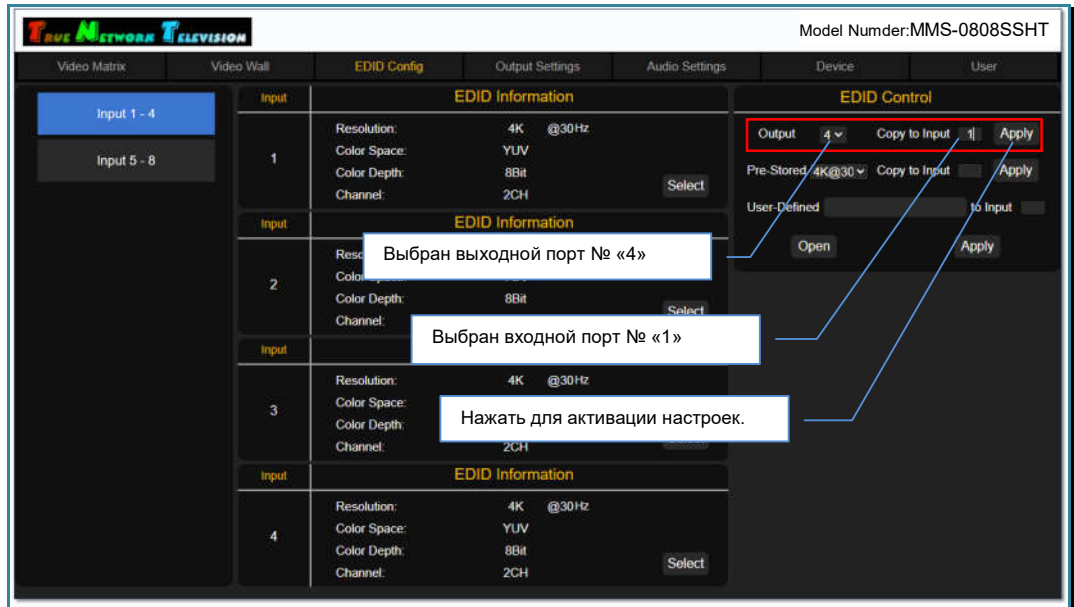 TRUE NETWORK TELEVISION
Model Numder:MMS-0808SSHT
Video Matrix Video Wall EDID Config Output Settings Audio Settings Device User
Input 1 - 4
Input 5 - 8
Input EDID Information
1
Resolution: 4K @30Hz
Color Space: YUV
Color Depth: 8Bit
Channel: 2CH
Select
Input EDID Information
2
Color Depth: 8Bit
Channel:
Select
Input
3
Resolution: 4K @30Hz
Color Space:
Color Depth:
Channel: 2CH
Input EDID Information
4
Resolution: 4K @30Hz
Color Space: YUV
Color Depth: 8Bit
Channel: 2CH
Select
EDID Control
Output 4 Copy to Input 1 Apply
Pre-Stored 4K@30 Copy to Input Apply
User-Defined to Input
Open Apply
Выбран выходной порт № «4»
Выбран входной порт № «1»
Нажать для активации настроек.